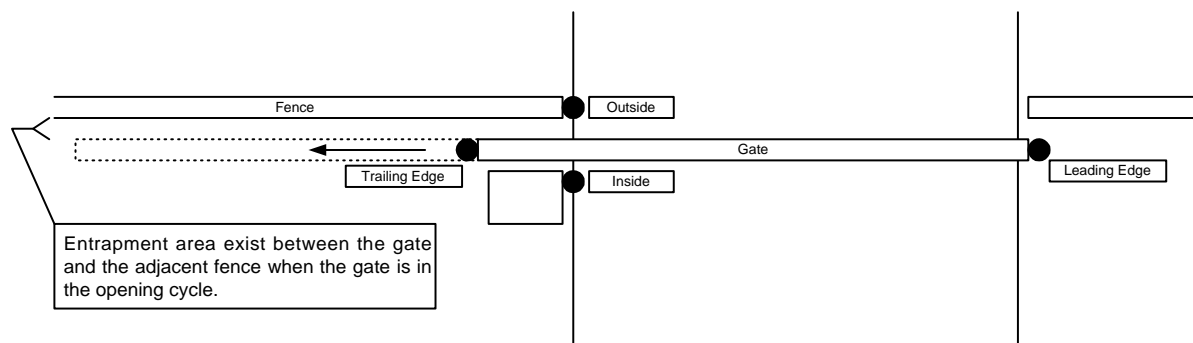 Fence
Outside
Gate
Trailing Edge
Inside
Leading Edge
Entrapment area exist between the gate
and the adjacent fence when the gate is in
the opening cycle.